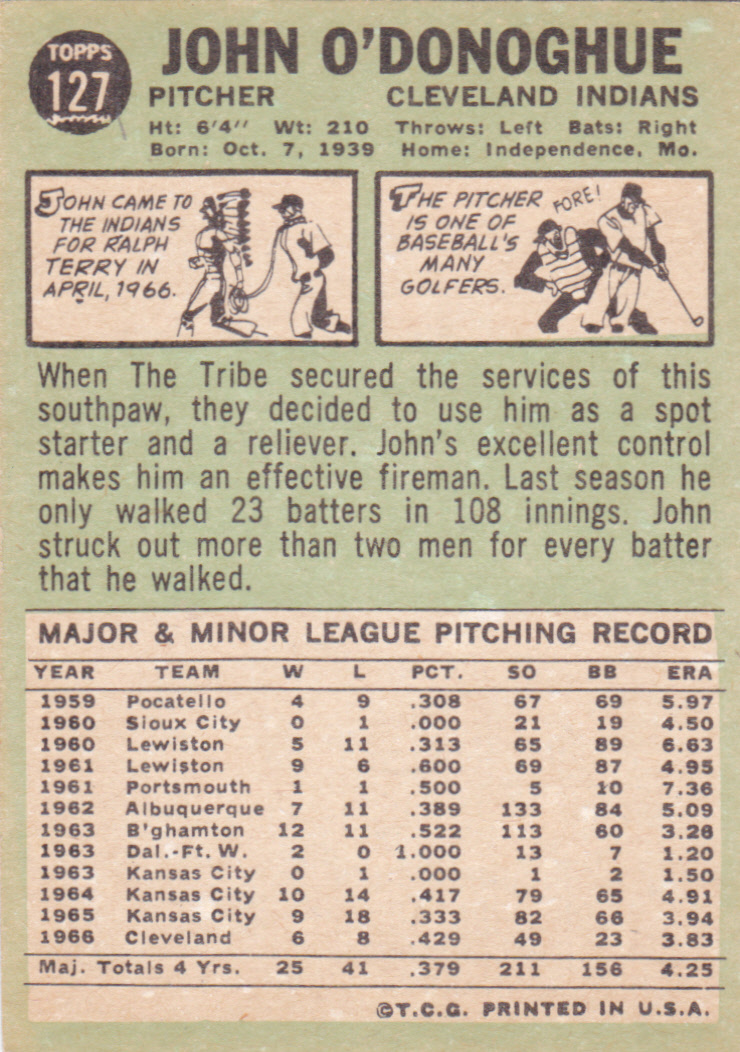 TOPPS
127
JOHN O'DONOGHUE
PITCHER CLEVELAND INDIANS
Ht: 6'4" Wt: 210 Throws: Left Bats: Right
Born: Oct. 7, 1939 Home: Independence, Mo.
JOHN CAME TO
THE INDIANS
FOR RALPH
TERRY IN
APRIL, 1966.
THE PITCHER
IS ONE OF
BASEBALL'S
MANY
GOLFERS.
FORE!
When The Tribe secured the services of this
southpaw, they decided to use him as a spot
starter and a reliever. John's excellent control
makes him an effective fireman. Last season he
only walked 23 batters in 108 innings. John
struck out more than two men for every batter
that he walked.
MAJOR & MINOR LEAGUE PITCHING RECORD
YEAR TEAM W L PCT. SO BB ERA
1959 Pocatello 4 9 .308 67 69 5.97
1960 Sioux City 0 1 .000 21 19 4.50
1960 Lewiston 5 11 .313 65 89 6.63
1961 Lewiston 9 6 .600 69 87 4.95
1961 Portsmouth 1 1 .500 5 10 7.36
1962 Albuquerque 7 11 .389 133 84 5.09
1963 B'ghamton 12 11 .522 113 60 3.28
1963 Dal.-Ft. W. 2 0 1.000 13 7 1.20
1963 Kansas City 0 1 .000 1 2 1.50
1964 Kansas City 10 14 .417 79 65 4.91
1965 Kansas City 9 18 .333 82 66 3.94
1966 Cleveland 6 8 .429 49 23 3.83
Maj. Totals 4 Yrs. 25 41 .379 211 156 4.25
©T.C.G. PRINTED IN U.S.A.